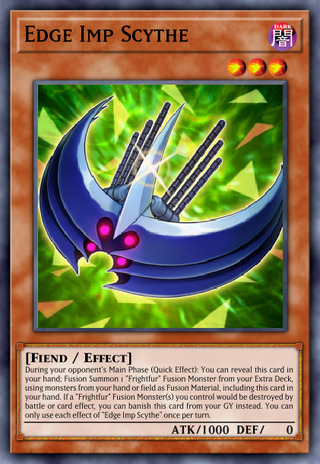 Edge Imp Scythe
DARK
闇
[Fiend / Effect]
During your opponent's Main Phase (Quick Effect): You can reveal this card in
your hand; Fusion Summon 1 "Frightfur" Fusion Monster from your Extra Deck,
using monsters from your hand or field as Fusion Material, including this card in
your hand. If a "Frightfur" Fusion Monster(s) you control would be destroyed by
battle or card effect, you can banish this card from your GY instead. You can
only use each effect of "Edge Imp Scythe" once per turn.
ATK/1000 DEF/ 0